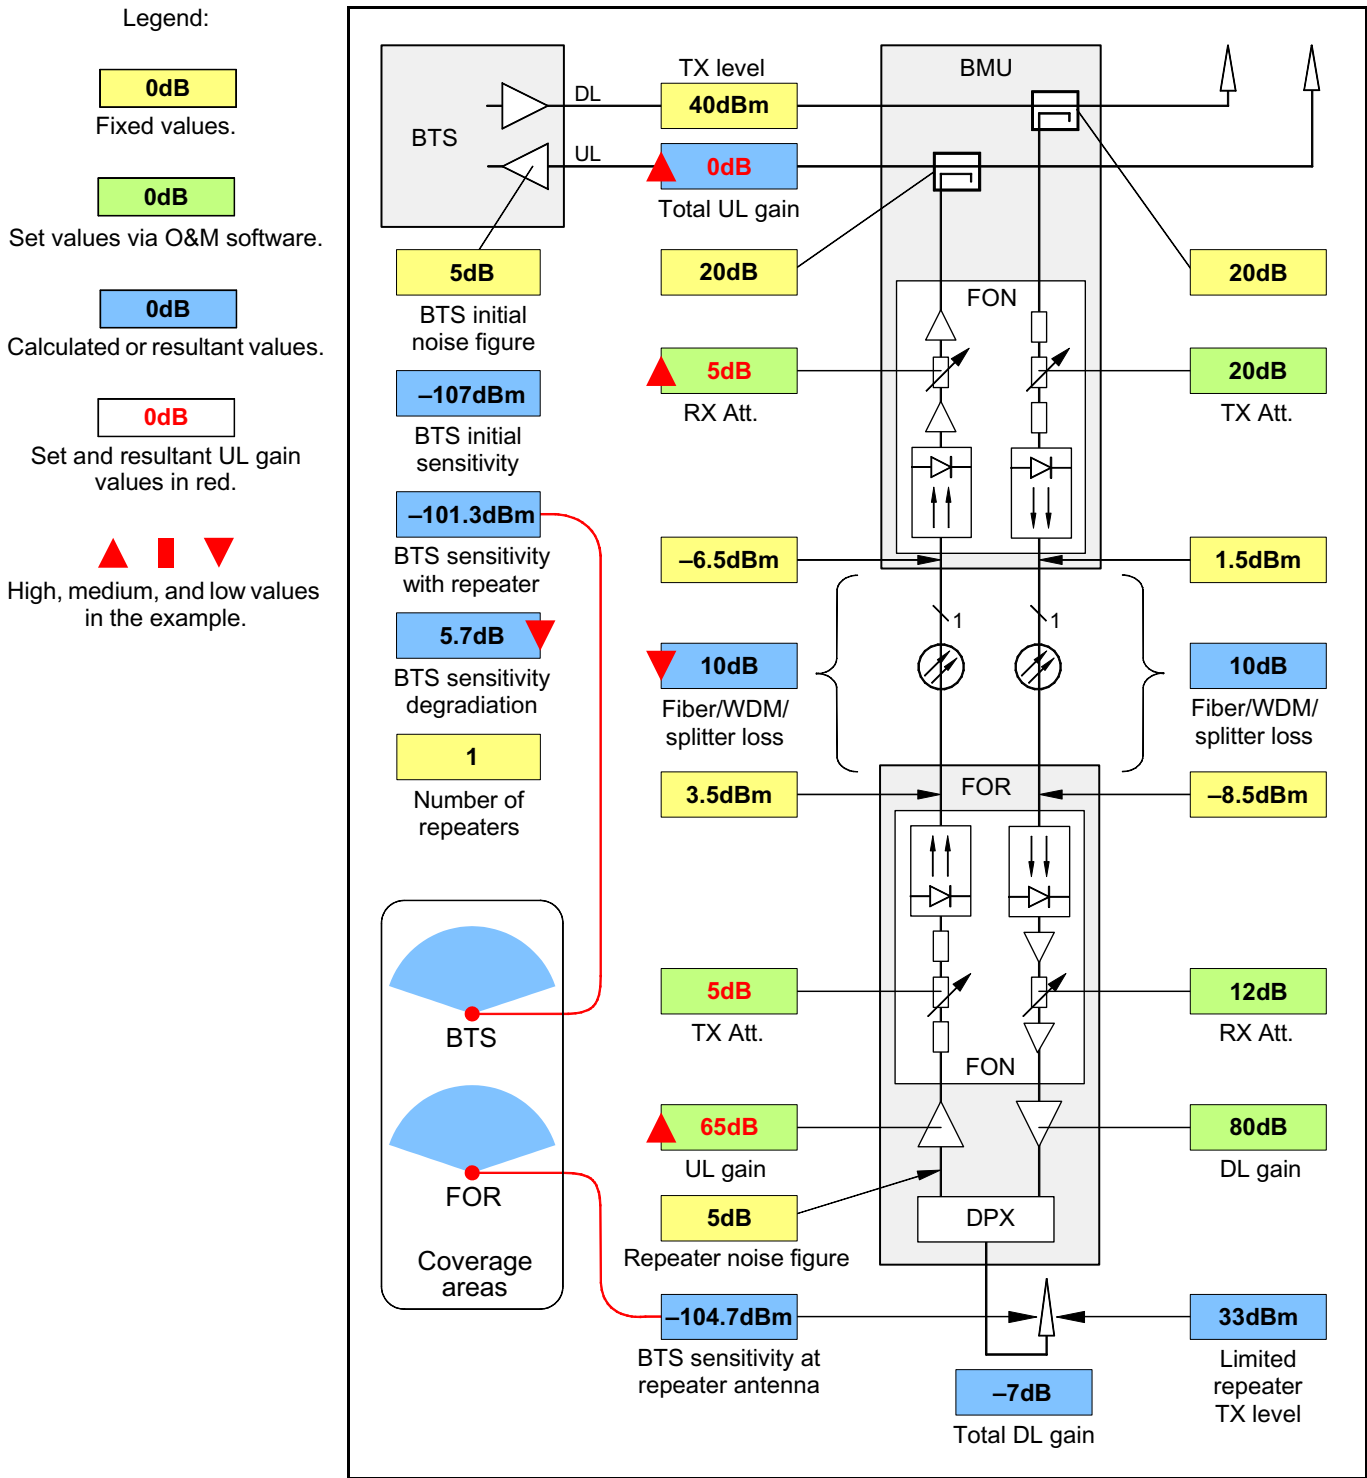 Legend:
0dB
Fixed values.
0dB
Set values via O&M software.
0dB
Calculated or resultant values.
0dB
Set and resultant UL gain
values in red.
High, medium, and low values
in the example.
BTS
DL
UL
TX level
40dBm
0dB
Total UL gain
BMU
5dB
BTS initial
noise figure
–107dBm
BTS initial
sensitivity
–101.3dBm
BTS sensitivity
with repeater
5.7dB
BTS sensitivity
degradation
1
Number of
repeaters
20dB
20dB
FON
5dB
RX Att.
20dB
TX Att.
–6.5dBm
1.5dBm
1
1
10dB
Fiber/WDM/
splitter loss
10dB
Fiber/WDM/
splitter loss
3.5dBm
FOR
–8.5dBm
5dB
TX Att.
12dB
RX Att.
FON
65dB
UL gain
80dB
DL gain
5dB
Repeater noise figure
DPX
BTS
FOR
Coverage
areas
–104.7dBm
BTS sensitivity at
repeater antenna
33dBm
Limited
repeater
TX level
–7dB
Total DL gain